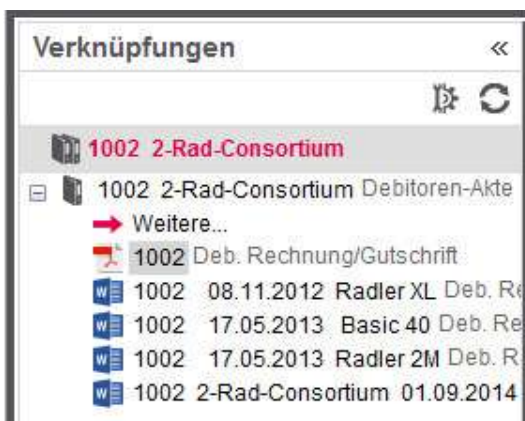 Verknüpfungen «
1002 2-Rad-Consortium
1002 2-Rad-Consortium Debitoren-Akte
Weitere...
1002 Deb. Rechnung/Gutschrift
1002 08.11.2012 Radler XL Deb. Re
1002 17.05.2013 Basic 40 Deb. Re
1002 17.05.2013 Radler 2M Deb. R
1002 2-Rad-Consortium 01.09.2014